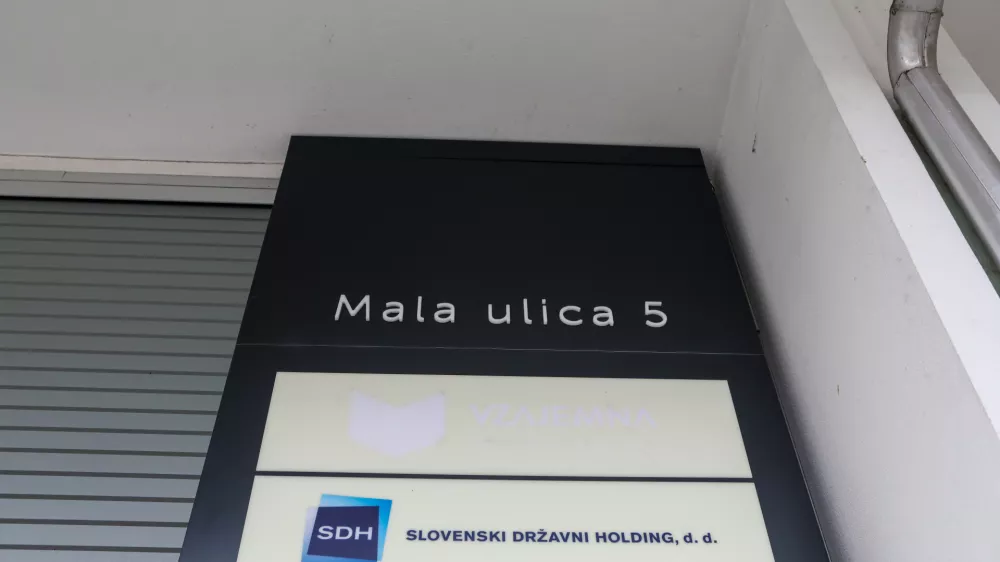 Mala ulica 5
VZAJEMNA
SDH
SLOVENSKI DRŽAVNI HOLDING, d. d.